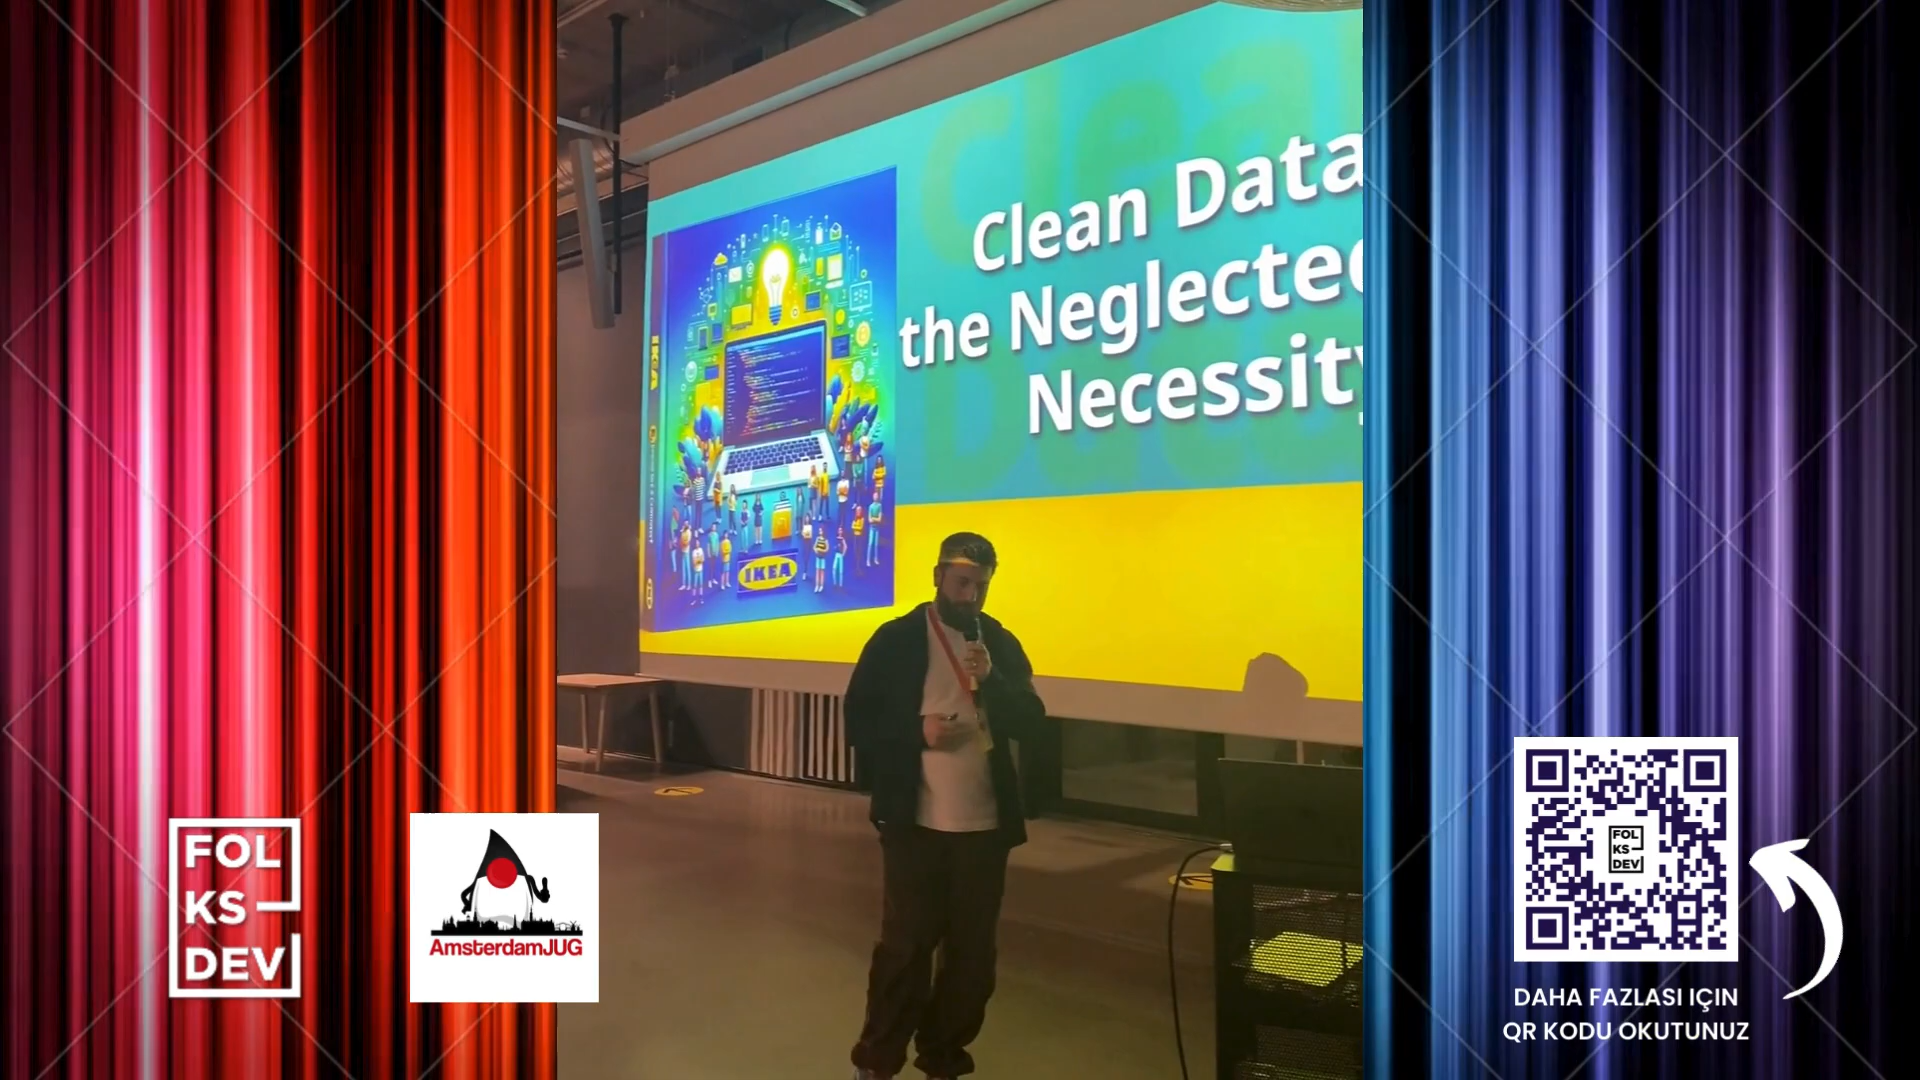 Clean Data
the Neglected
Necessity
IKEA
IKEA
FOL
KS
DEV
AmsterdamJUG
FOL
KS
DEV
DAHA FAZLASI IÇIN
QR KODU OKUTUNUZ